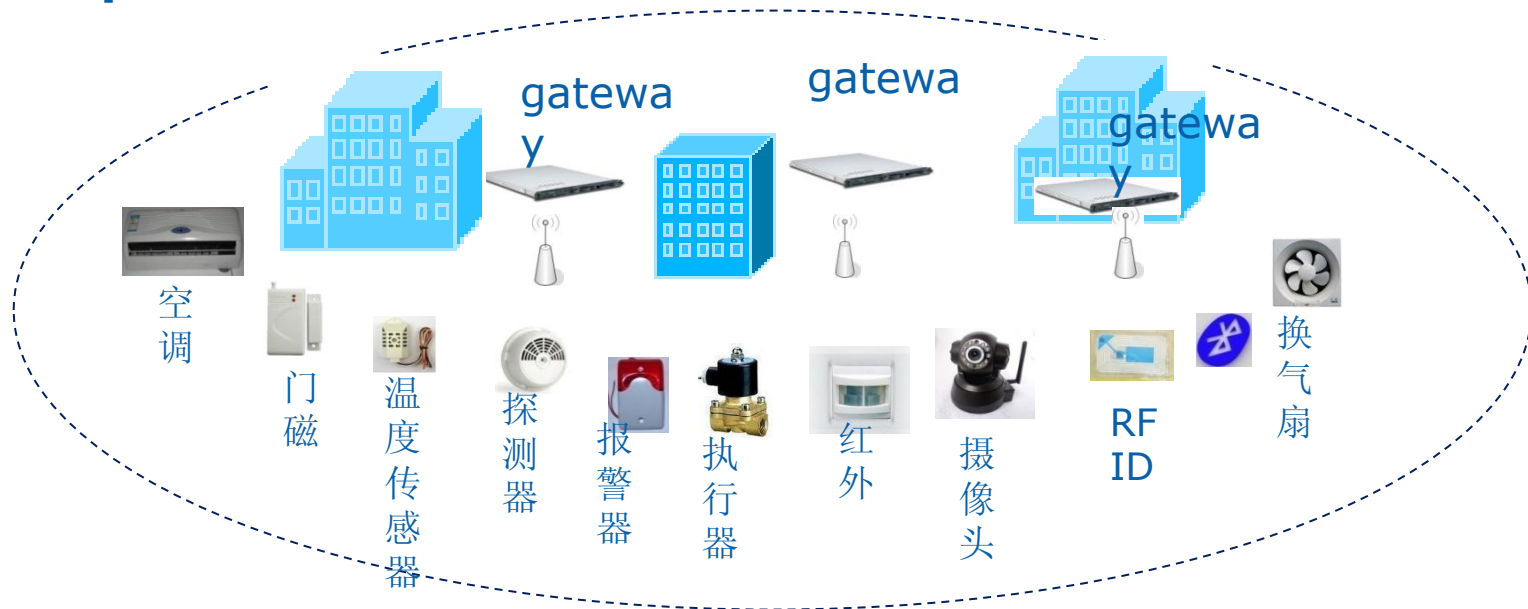 gatewa
y
gatewa
gatewa
y
空
调
门
磁
温
度
传
感
器
探
测
器
报
警
器
执
行
器
红
外
摄
像
头
RF
ID
换
气
扇